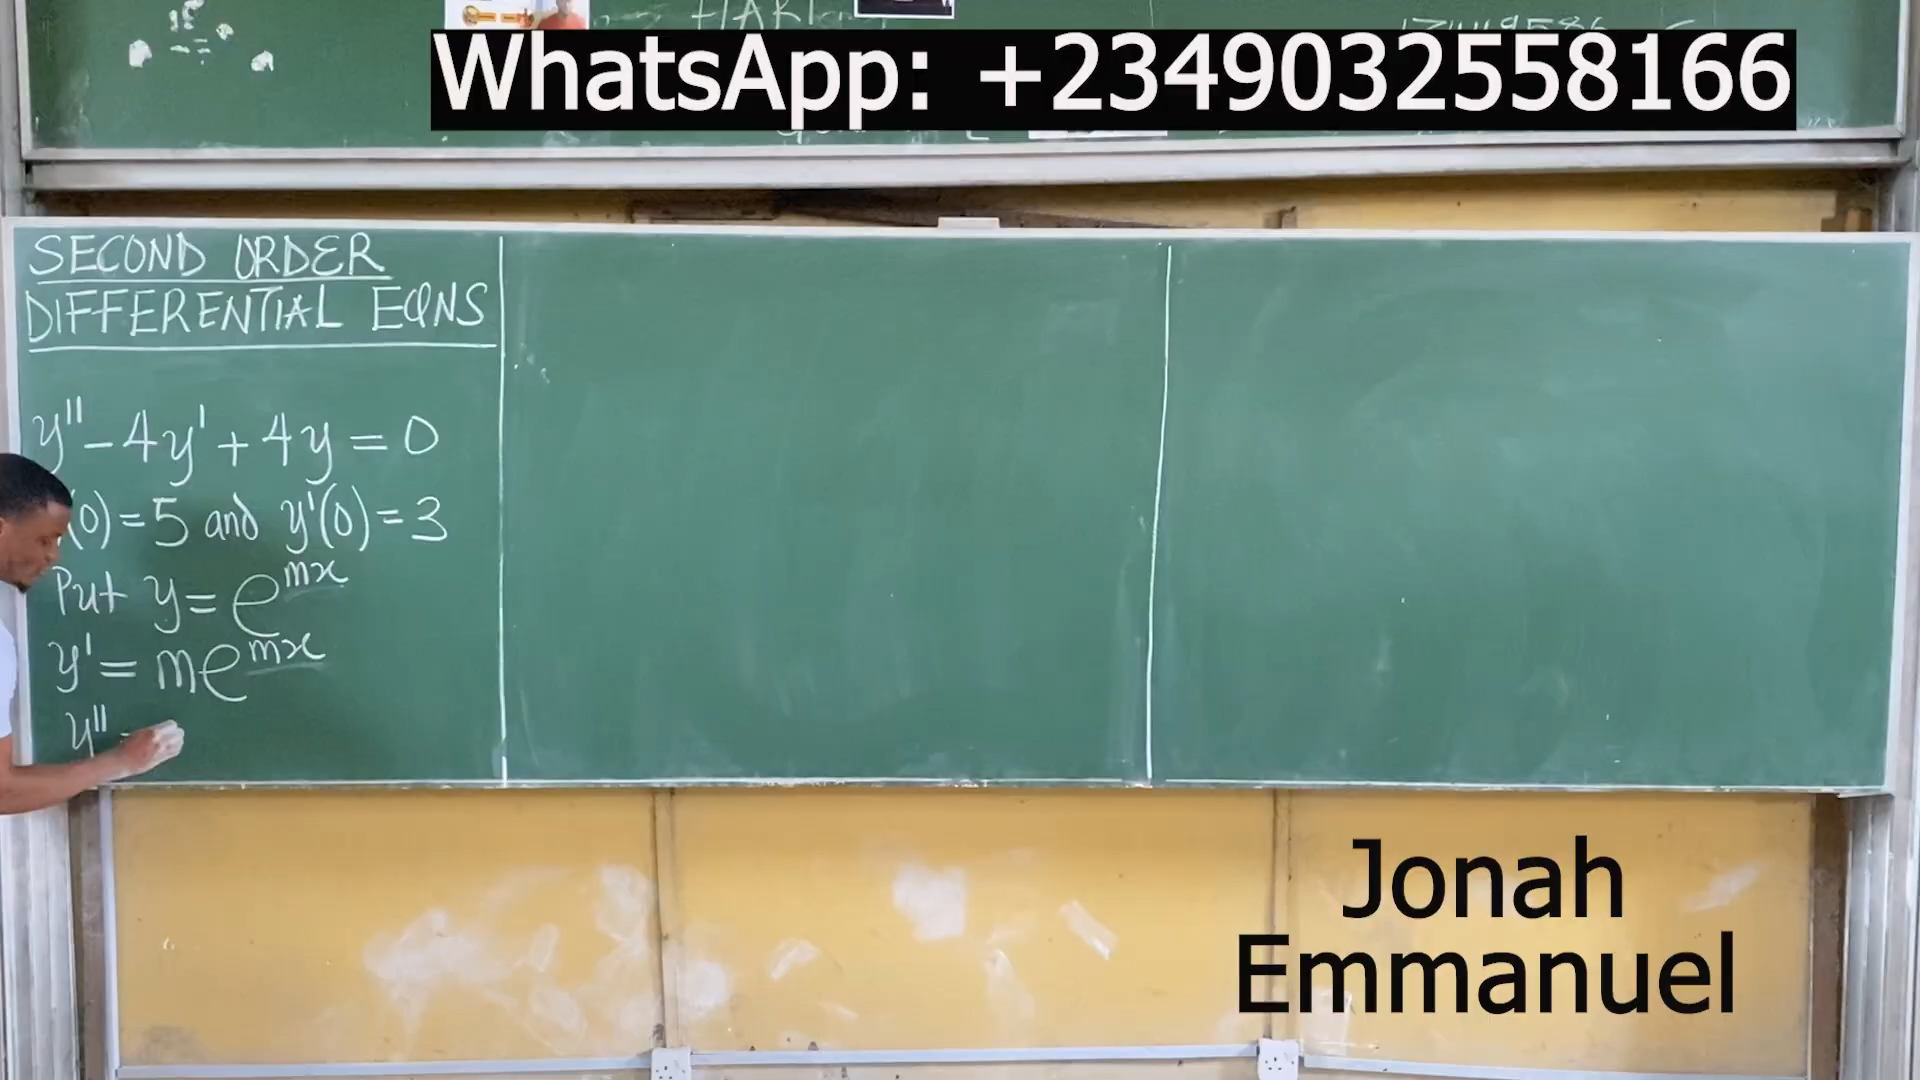 WhatsApp: +2349032558166
SECOND ORDER
DIFFERENTIAL EQNS
y'' - 4y' + 4y = 0
(0) = 5 and y'(0) = 3
Put y = e^{mx}
y' = me^{mx}
y'' =
Jonah
Emmanuel